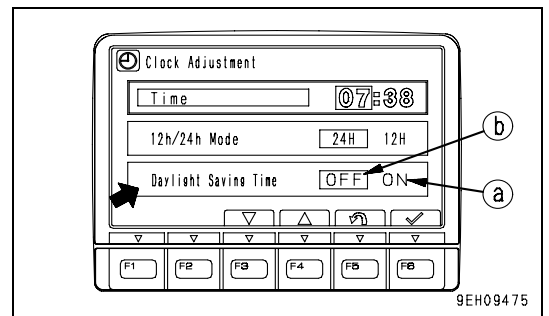 Clock Adjustment
Time 07:38
12h/24h Mode 24H 12H
b
Daylight Saving Time OFF ON
a
F1 F2 F3 F4 F5 F6
9EH09475